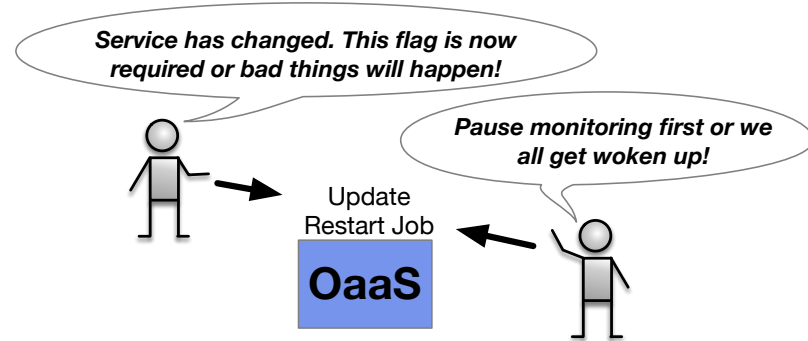 Service has changed. This flag is now
required or bad things will happen!
Pause monitoring first or we
all get woken up!
Update
Restart Job
OaaS